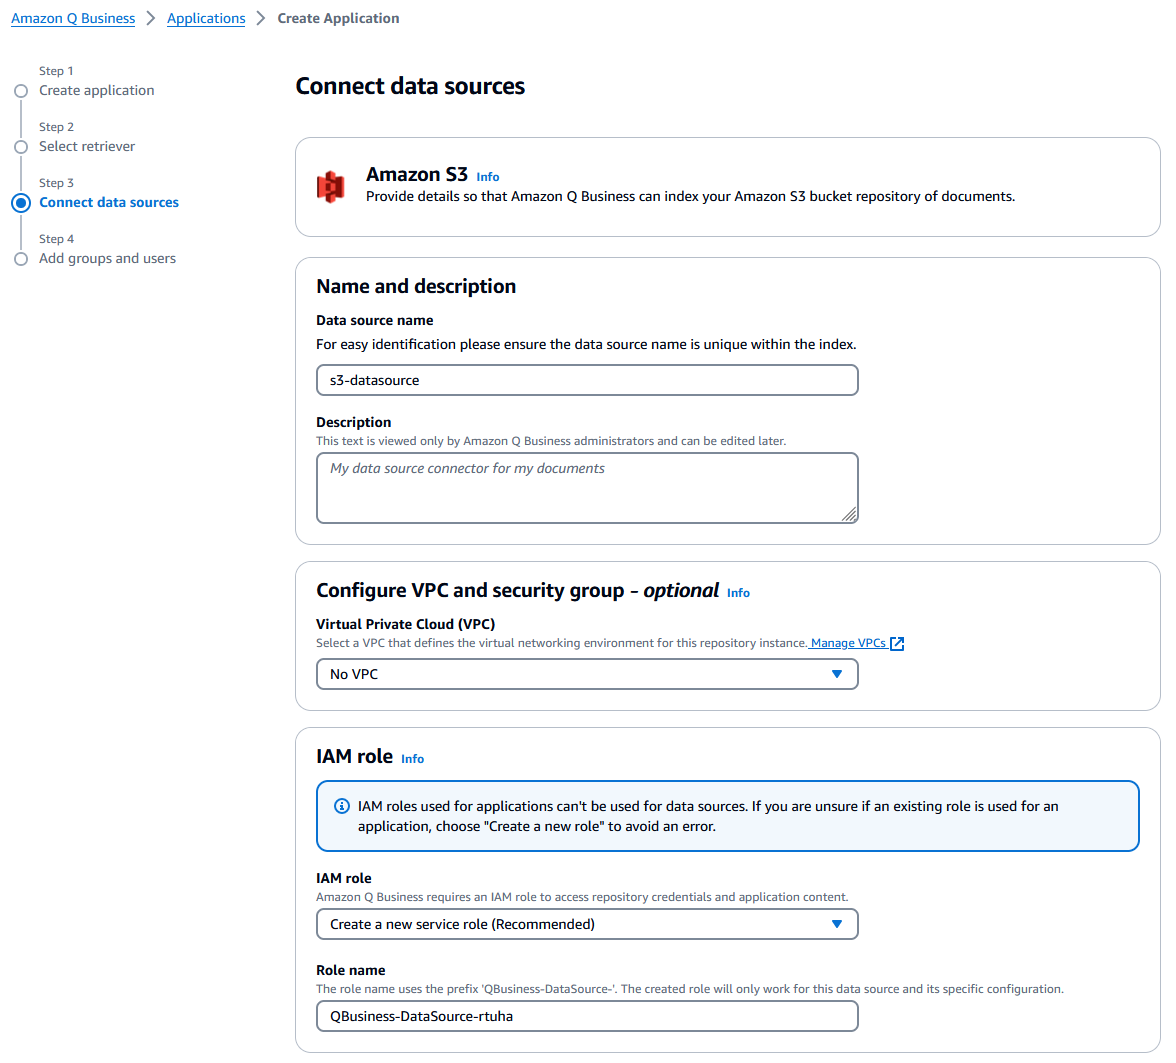 Amazon Q Business > Applications > Create Application
Step 1
Create application
Step 2
Select retriever
Step 3
Connect data sources
Step 4
Add groups and users
Connect data sources
Amazon S3 Info
Provide details so that Amazon Q Business can index your Amazon S3 bucket repository of documents.
Name and description
Data source name
For easy identification please ensure the data source name is unique within the index.
s3-datasource
Description
This text is viewed only by Amazon Q Business administrators and can be edited later.
My data source connector for my documents
Configure VPC and security group - optional Info
Virtual Private Cloud (VPC)
Select a VPC that defines the virtual networking environment for this repository instance. Manage VPCs
No VPC
IAM role Info
IAM roles used for applications can't be used for data sources. If you are unsure if an existing role is used for an
application, choose "Create a new role" to avoid an error.
IAM role
Amazon Q Business requires an IAM role to access repository credentials and application content.
Create a new service role (Recommended)
Role name
The role name uses the prefix 'QBusiness-DataSource-'. The created role will only work for this data source and its specific configuration.
QBusiness-DataSource-rtuha